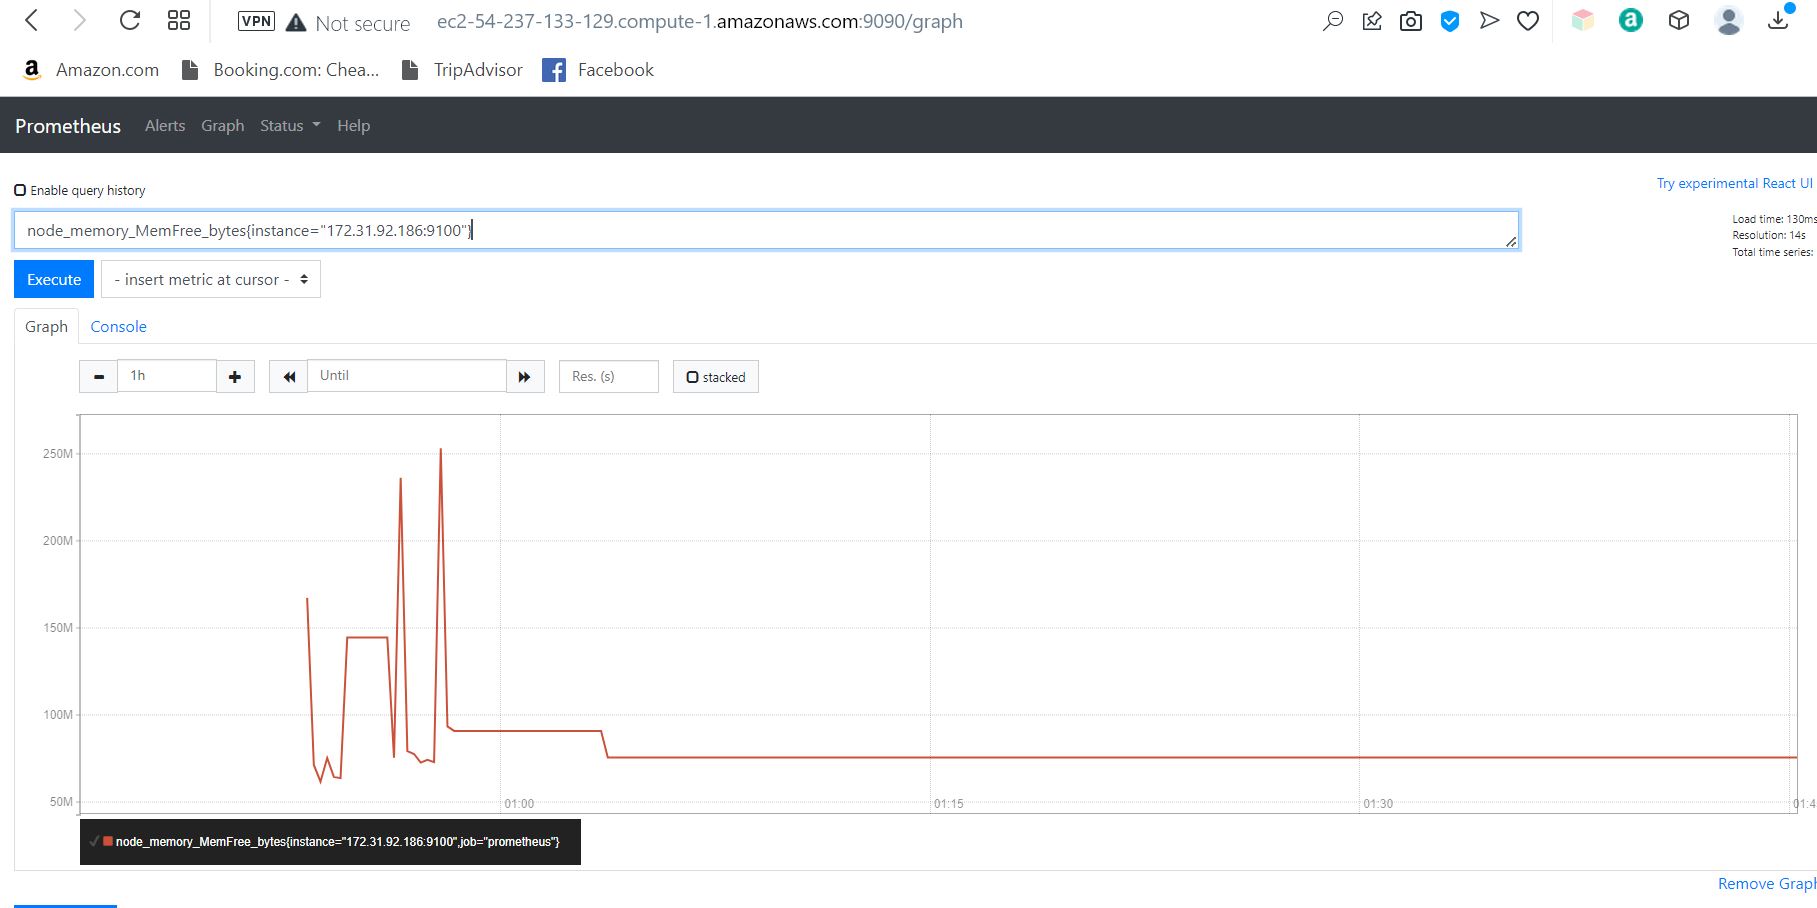 VPN Not secure ec2-54-237-133-129.compute-1.amazonaws.com:9090/graph
Amazon.com Booking.com: Chea... TripAdvisor Facebook
Prometheus Alerts Graph Status Help
Enable query history
Try experimental React UI
node_memory_MemFree_bytes{instance="172.31.92.186:9100"}
Load time: 130ms
Resolution: 14s
Total time series:
Execute - insert metric at cursor -
Graph Console
1h Until Res. (s) stacked
250M
200M
150M
100M
50M
01:00 01:15 01:30 01:4
node_memory_MemFree_bytes{instance="172.31.92.186:9100",job="prometheus"}
Remove Graph